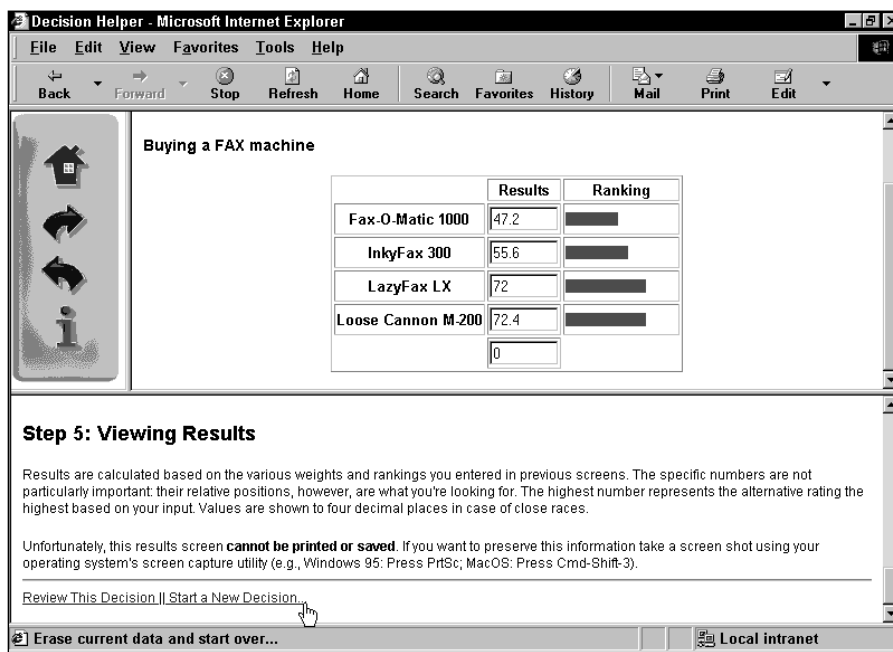 Decision Helper - Microsoft Internet Explorer
File Edit View Favorites Tools Help
Back Forward Stop Refresh Home Search Favorites History Mail Print Edit
Buying a FAX machine
Results Ranking
Fax-O-Matic 1000 47.2
InkyFax 300 55.6
LazyFax LX 72
Loose Cannon M-200 72.4
0
Step 5: Viewing Results
Results are calculated based on the various weights and rankings you entered in previous screens. The specific numbers are not
particularly important: their relative positions, however, are what you're looking for. The highest number represents the alternative rating the
highest based on your input. Values are shown to four decimal places in case of close races.
Unfortunately, this results screen cannot be printed or saved. If you want to preserve this information take a screen shot using your
operating system's screen capture utility (e.g., Windows 95: Press PrtSc; MacOS: Press Cmd-Shift-3).
Review This Decision || Start a New Decision...
Erase current data and start over... Local intranet